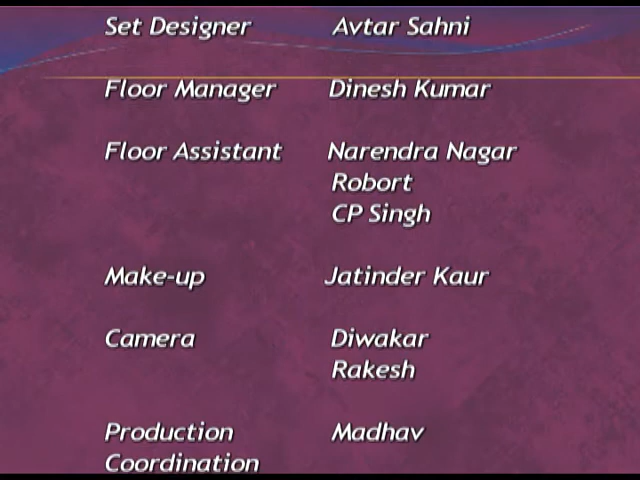 Set Designer Avtar Sahni
Floor Manager Dinesh Kumar
Floor Assistant Narendra Nagar
Robort
CP Singh
Make-up Jatinder Kaur
Camera Diwakar
Rakesh
Production Madhav
Coordination